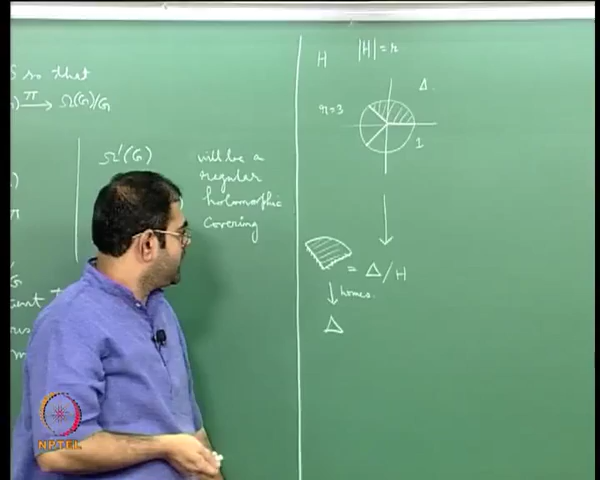 S so that
π
Ω(G)/G
Ω'(G)
will be a
regular
holomorphic
covering
H |H| = n
Δ
n=3
1
= Δ/H
↓ homeo.
Δ
NPTEL